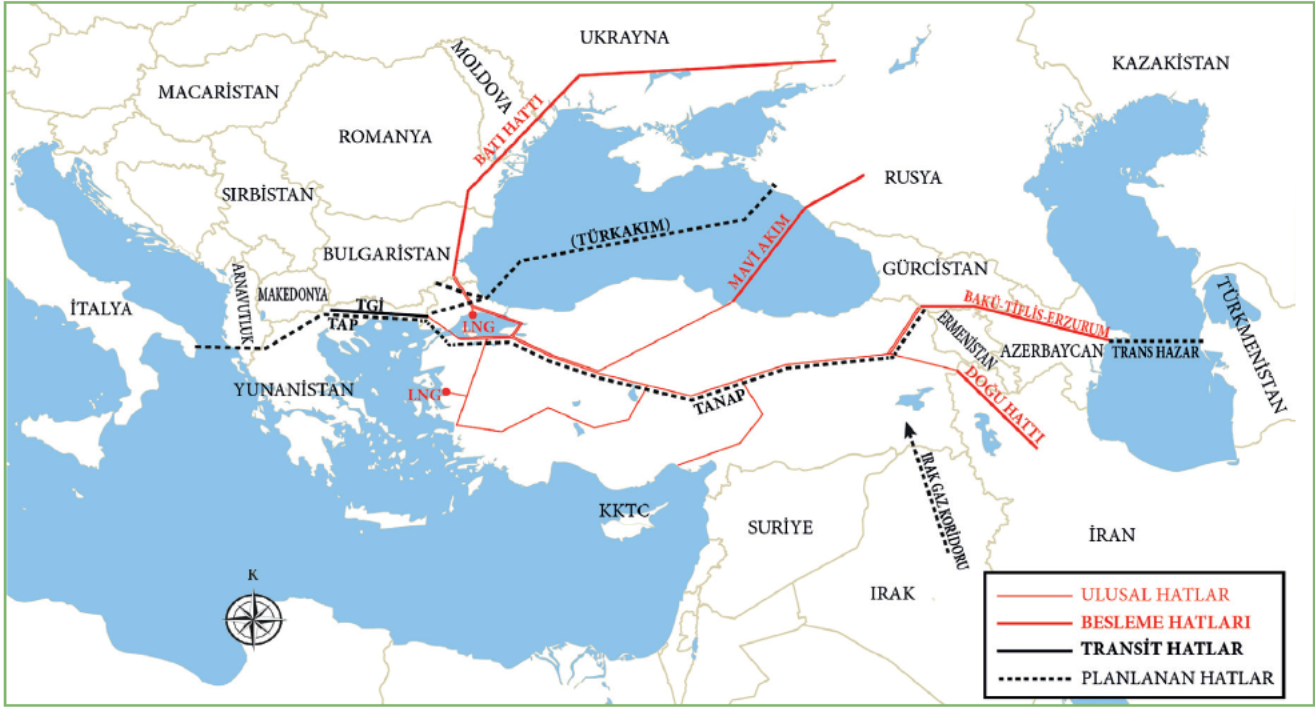 UKRAYNA
KAZAKİSTAN
MOLDOVA
MACARİSTAN
BATI HATTI
ROMANYA
RUSYA
SIRBİSTAN
(TÜRKAKIM)
MAVİ AKIM
BULGARİSTAN
GÜRCİSTAN
ARNAVUTLUK
MAKEDONYA
İTALYA
TGİ
TAP
LNG
BAKÜ-TİFLİS-ERZURUM
ERMENİSTAN
AZERBAYCAN
TRANS HAZAR
TÜRKMENİSTAN
YUNANİSTAN
LNG
TANAP
DOĞU HATTI
IRAK GAZ KORİDORU
KKTC
SURİYE
İRAN
IRAK
K
ULUSAL HATLAR
BESLEME HATLARI
TRANSİT HATLAR
PLANLANAN HATLAR